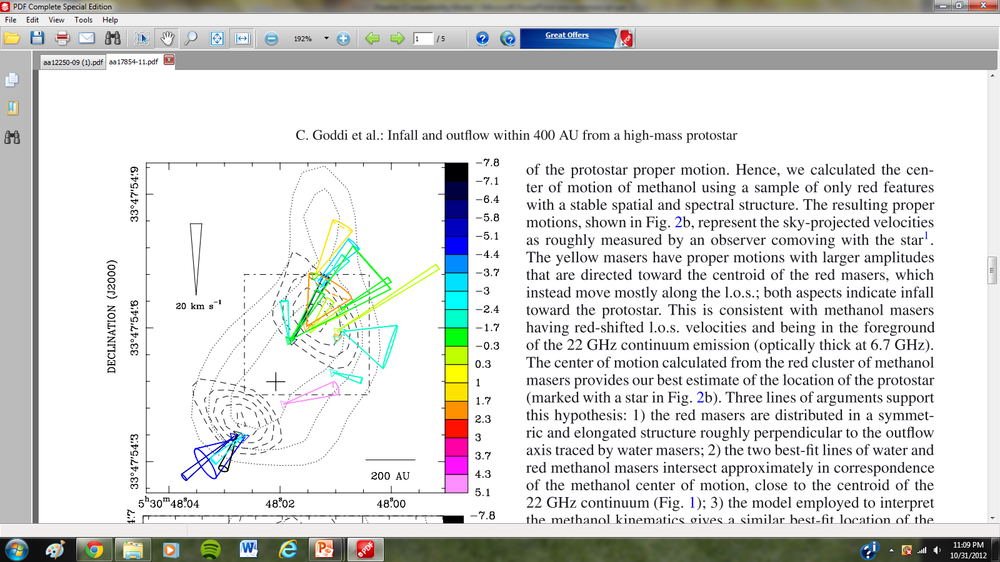 PDF Complete Special Edition
File Edit View Tools Help
192% 1 / 5 Great Offers
aa12250-09 (1).pdf aa17854-11.pdf
C. Goddi et al.: Infall and outflow within 400 AU from a high-mass protostar
DECLINATION (J2000)
33°47'54".9
33°47'54".6
33°47'54".3
20 km s⁻¹
200 AU
5ʰ30ᵐ48ˢ.04 48ˢ.02 48ˢ.00
−7.8
−7.1
−6.4
−5.8
−5.1
−4.4
−3.7
−3
−2.4
−1.7
−0.3
0.3
1
1.7
2.3
3
3.7
4.3
5.1
4".7
−7.8
of the protostar proper motion. Hence, we calculated the cen-
ter of motion of methanol using a sample of only red features
with a stable spatial and spectral structure. The resulting proper
motions, shown in Fig. 2b, represent the sky-projected velocities
as roughly measured by an observer comoving with the star¹.
The yellow masers have proper motions with larger amplitudes
that are directed toward the centroid of the red masers, which
instead move mostly along the l.o.s.; both aspects indicate infall
toward the protostar. This is consistent with methanol masers
having red-shifted l.o.s. velocities and being in the foreground
of the 22 GHz continuum emission (optically thick at 6.7 GHz).
The center of motion calculated from the red cluster of methanol
masers provides our best estimate of the location of the protostar
(marked with a star in Fig. 2b). Three lines of arguments support
this hypothesis: 1) the red masers are distributed in a symmet-
ric and elongated structure roughly perpendicular to the outflow
axis traced by water masers; 2) the two best-fit lines of water and
red methanol masers intersect approximately in correspondence
of the methanol center of motion, close to the centroid of the
22 GHz continuum (Fig. 1); 3) the model employed to interpret
the methanol kinematics gives a similar best-fit location of the
11:09 PM
10/31/2012